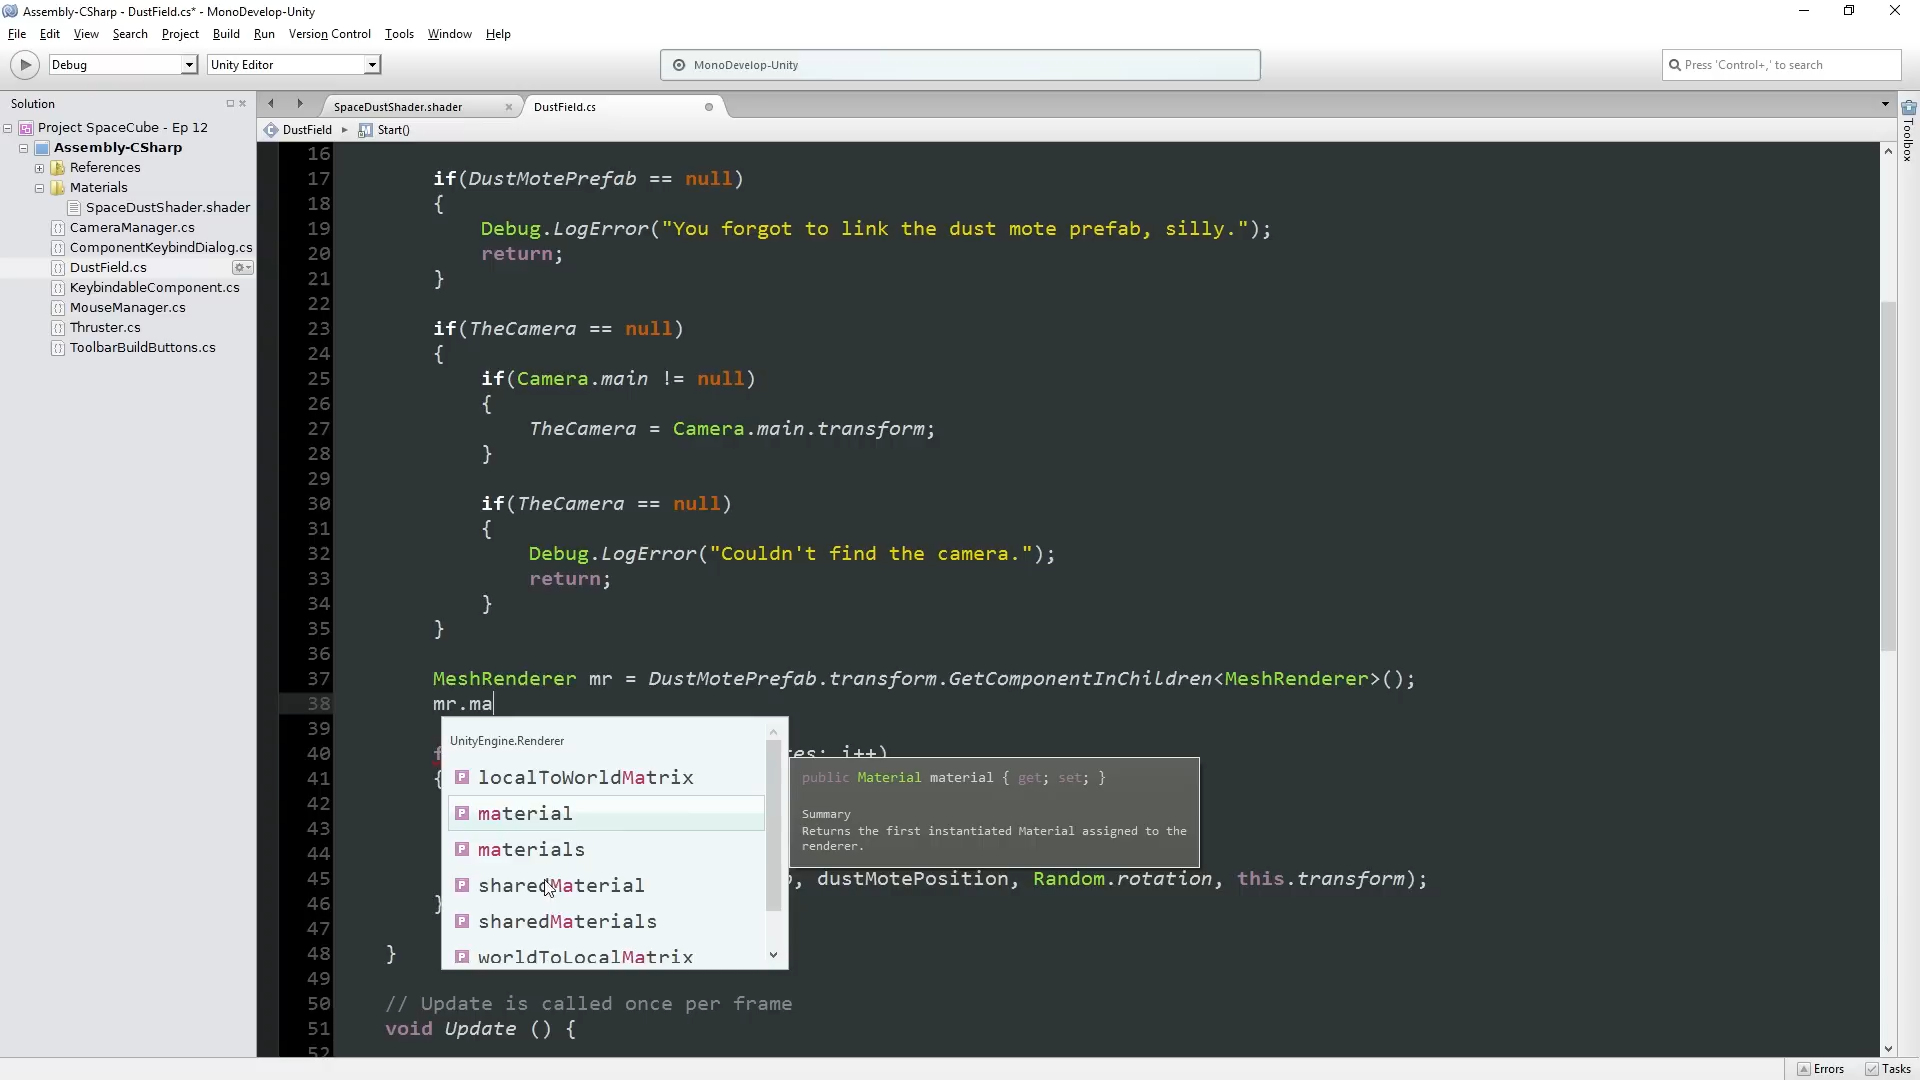 Assembly-CSharp - DustField.cs* - MonoDevelop-Unity
File Edit View Search Project Build Run Version Control Tools Window Help
Debug Unity Editor MonoDevelop-Unity Press 'Control+,' to search
Solution
SpaceDustShader.shader DustField.cs
DustField Start()
Toolbox
Project SpaceCube - Ep 12
Assembly-CSharp
References
Materials
SpaceDustShader.shader
CameraManager.cs
ComponentKeybindDialog.cs
DustField.cs
KeybindableComponent.cs
MouseManager.cs
Thruster.cs
ToolbarBuildButtons.cs
16
17 if(DustMotePrefab == null)
18 {
19 Debug.LogError("You forgot to link the dust mote prefab, silly.");
20 return;
21 }
22
23 if(TheCamera == null)
24 {
25 if(Camera.main != null)
26 {
27 TheCamera = Camera.main.transform;
28 }
29
30 if(TheCamera == null)
31 {
32 Debug.LogError("Couldn't find the camera.");
33 return;
34 }
35 }
36
37 MeshRenderer mr = DustMotePrefab.transform.GetComponentInChildren<MeshRenderer>();
38 mr.ma
39
40 i++)
41 {
42
43
44
45 , dustMotePosition, Random.rotation, this.transform);
46 }
47
48 }
49
50 // Update is called once per frame
51 void Update () {
52
UnityEngine.Renderer
localToWorldMatrix
material
materials
sharedMaterial
sharedMaterials
worldToLocalMatrix
public Material material { get; set; }
Summary
Returns the first instantiated Material assigned to the
renderer.
Errors Tasks